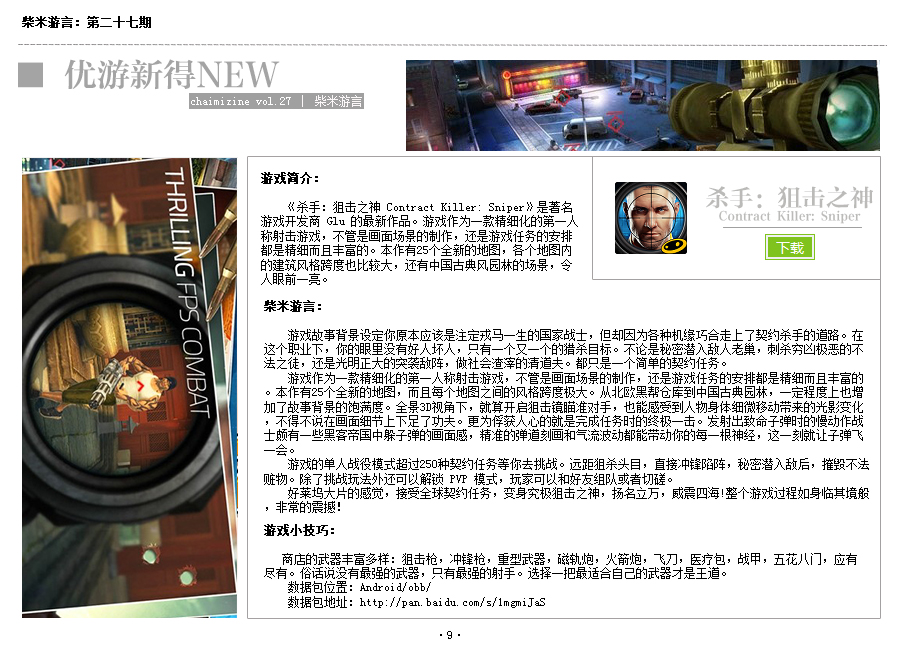 柴米游言：第二十七期
优游新得NEW
chaimizine vol.27 | 柴米游言
THRILLING FPS COMBAT
游戏简介：
《杀手：狙击之神 Contract Killer: Sniper》是著名
游戏开发商 Glu 的最新作品。游戏作为一款精细化的第一人
称射击游戏，不管是画面场景的制作，还是游戏任务的安排
都是精细而且丰富的。本作有25个全新的地图，各个地图内
的建筑风格跨度也比较大，还有中国古典风园林的场景，令
人眼前一亮。
杀手：狙击之神
Contract Killer: Sniper
下载
柴米游言：
游戏故事背景设定你原本应该是注定戎马一生的国家战士，但却因为各种机缘巧合走上了契约杀手的道路。在
这个职业下，你的眼里没有好人坏人，只有一个又一个的猎杀目标。不论是秘密潜入敌人老巢，刺杀穷凶极恶的不
法之徒，还是光明正大的突袭敌阵，做社会渣滓的清道夫。都只是一个简单的契约任务。
游戏作为一款精细化的第一人称射击游戏，不管是画面场景的制作，还是游戏任务的安排都是精细而且丰富的
。本作有25个全新的地图，而且每个地图之间的风格跨度极大。从北欧黑帮仓库到中国古典园林，一定程度上也增
加了故事背景的饱满度。全景3D视角下，就算开启狙击镜瞄准对手，也能感受到人物身体细微移动带来的光影变化
，不得不说在画面细节上下足了功夫。更为俘获人心的就是完成任务时的终极一击。发射出致命子弹时的慢动作战
士颇有一些黑客帝国中躲子弹的画面感，精准的弹道刻画和气流波动都能带动你的每一根神经，这一刻就让子弹飞
一会。
游戏的单人战役模式超过250种契约任务等你去挑战。远距狙杀头目，直接冲锋陷阵，秘密潜入敌后，摧毁不法
赃物。除了挑战玩法外还可以解锁 PVP 模式，玩家可以和好友组队或者切磋。
好莱坞大片的感觉，接受全球契约任务，变身究极狙击之神，扬名立万，威震四海!整个游戏过程如身临其境般
，非常的震撼!
游戏小技巧：
商店的武器丰富多样：狙击枪，冲锋枪，重型武器，磁轨炮，火箭炮，飞刀，医疗包，战甲，五花八门，应有
尽有。俗话说没有最强的武器，只有最强的射手。选择一把最适合自己的武器才是王道。
数据包位置：Android/obb/
数据包地址：http://pan.baidu.com/s/1mgmiJaS
·9·